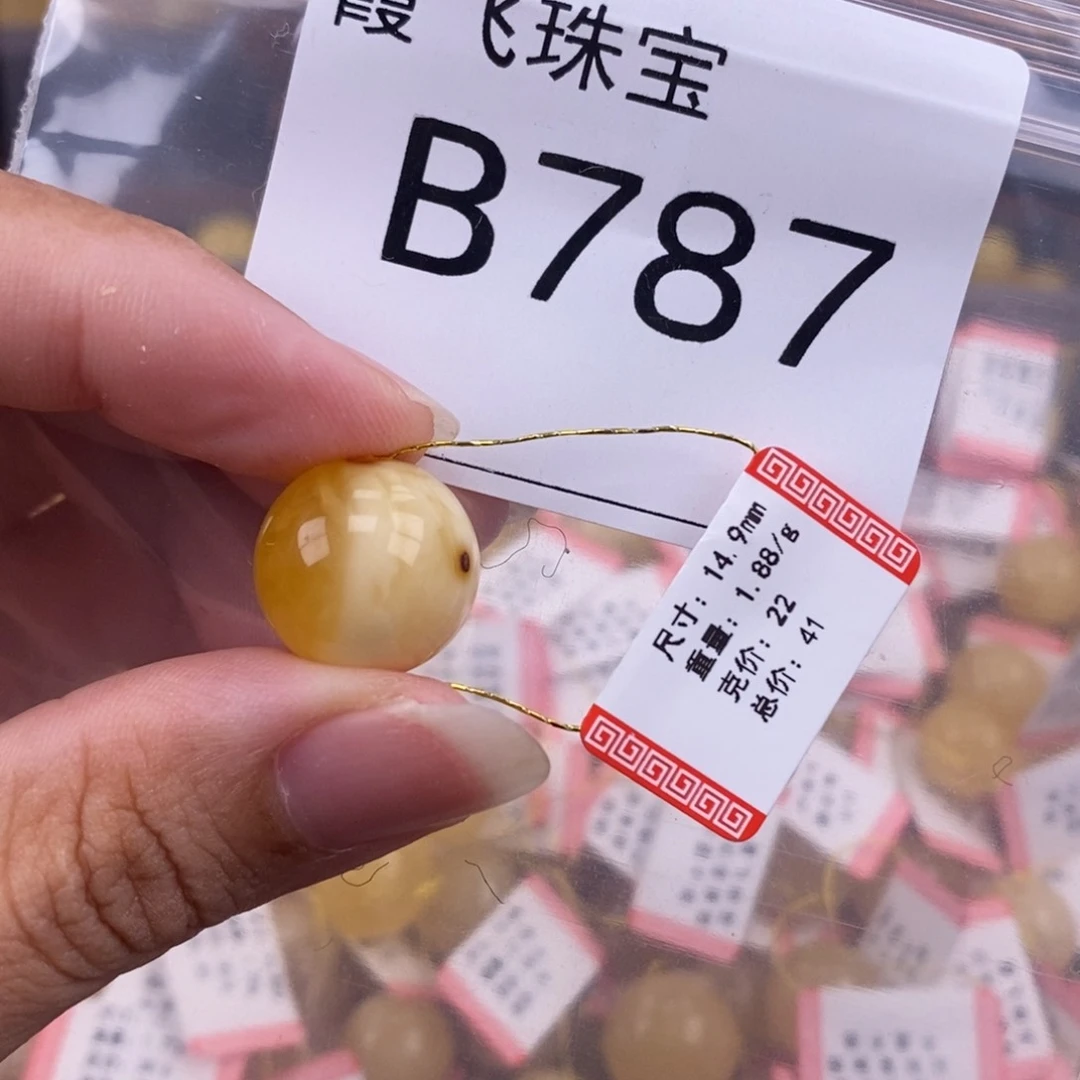 霞飞珠宝
B787
尺寸：14.9mm
重量：1.88/g
克价：22
总价：41